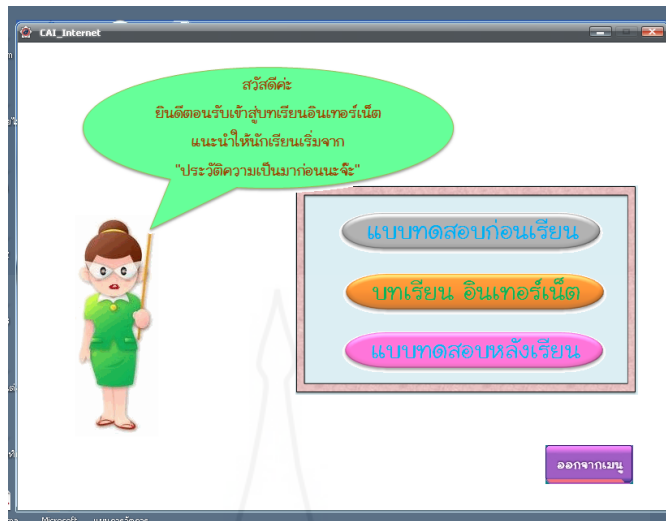 CAI_Internet
สวัสดีค่ะ
ยินดีตอนรับเข้าสู่บทเรียนอินเทอร์เน็ต
แนะนำให้นักเรียนเริ่มจาก
"ประวัติความเป็นมาก่อนนะจ๊ะ"
แบบทดสอบก่อนเรียน
บทเรียน อินเทอร์เน็ต
แบบทดสอบหลังเรียน
ออกจากเมนู
Microsoft